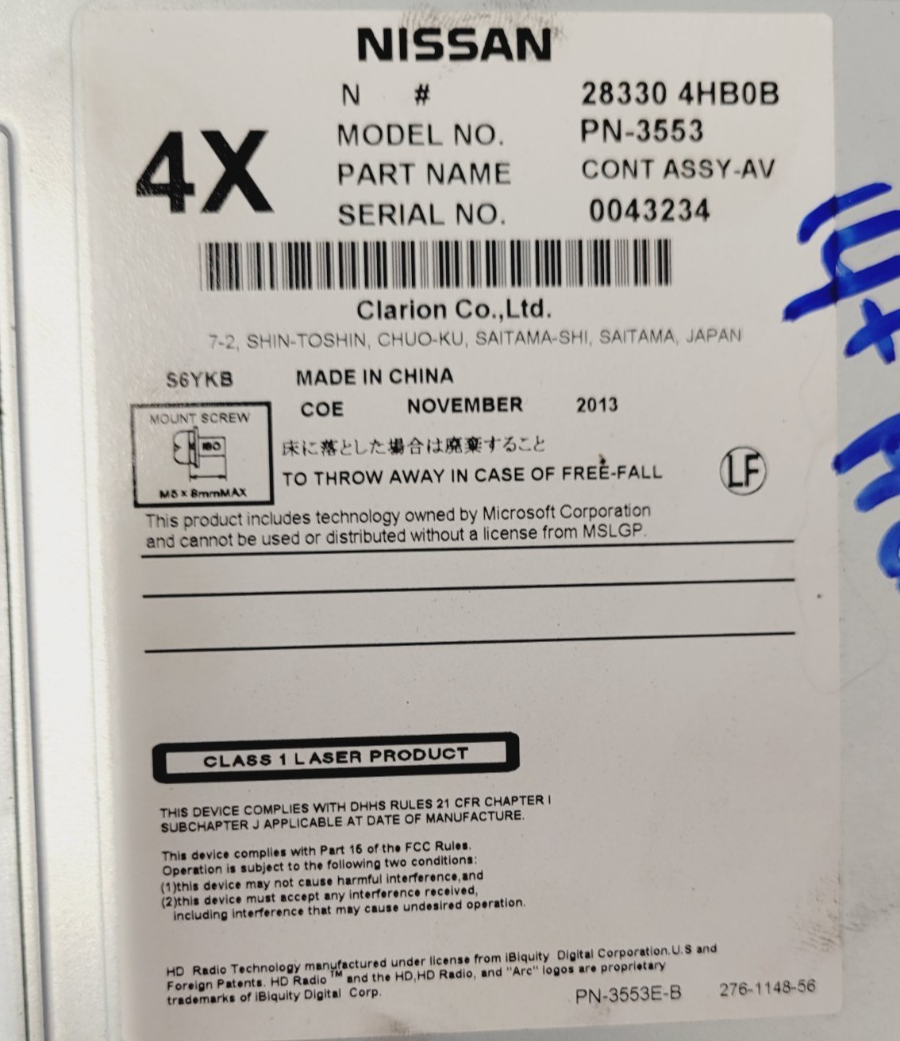 NISSAN
N #  28330 4HB0B
4X
MODEL NO.  PN-3553
PART NAME  CONT ASSY-AV
SERIAL NO.  0043234
Clarion Co.,Ltd.
7-2, SHIN-TOSHIN, CHUO-KU, SAITAMA-SHI, SAITAMA, JAPAN
S6YKB  MADE IN CHINA
COE  NOVEMBER  2013
MOUNT SCREW
ISO
M5 x 8mmMAX
床に落とした場合は廃棄すること
TO THROW AWAY IN CASE OF FREE-FALL
LF
This product includes technology owned by Microsoft Corporation
and cannot be used or distributed without a license from MSLGP.
CLASS 1 LASER PRODUCT
THIS DEVICE COMPLIES WITH DHHS RULES 21 CFR CHAPTER I
SUBCHAPTER J APPLICABLE AT DATE OF MANUFACTURE.
This device complies with Part 15 of the FCC Rules.
Operation is subject to the following two conditions:
(1)this device may not cause harmful interference,and
(2)this device must accept any interference received,
including interference that may cause undesired operation.
HD Radio Technology manufactured under license from iBiquity Digital Corporation.U.S and
Foreign Patents. HD Radio™ and the HD,HD Radio, and "Arc" logos are proprietary
trademarks of iBiquity Digital Corp.
PN-3553E-B  276-1148-56